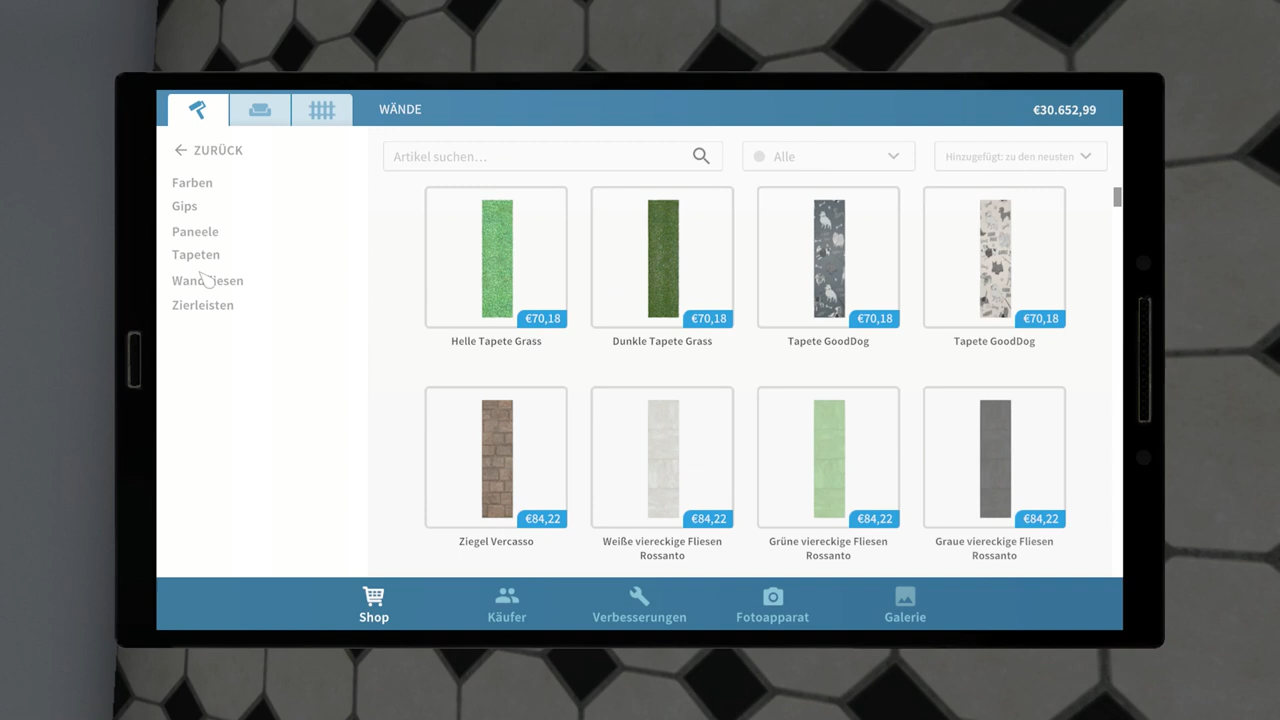 WÄNDE
€30.652,99
ZURÜCK
Farben
Gips
Paneele
Tapeten
Wandfliesen
Zierleisten
Artikel suchen...
Alle
Hinzugefügt: zu den neusten
€70,18
€70,18
€70,18
€70,18
Helle Tapete Grass
Dunkle Tapete Grass
Tapete GoodDog
Tapete GoodDog
€84,22
€84,22
€84,22
€84,22
Ziegel Vercasso
Weiße viereckige Fliesen
Rossanto
Grüne viereckige Fliesen
Rossanto
Graue viereckige Fliesen
Rossanto
Shop
Käufer
Verbesserungen
Fotoapparat
Galerie